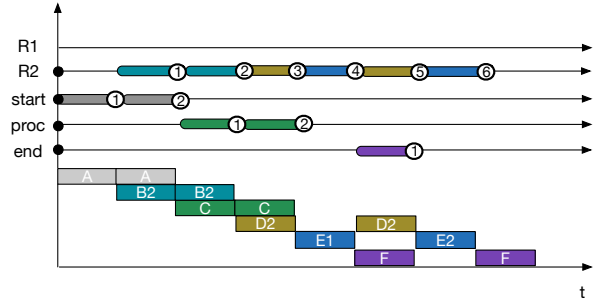 R1
R2 1 2 3 4 5 6
start 1 2
proc 1 2
end 1
A A
B2 B2
C C
D2 D2
E1 E2
F F
t